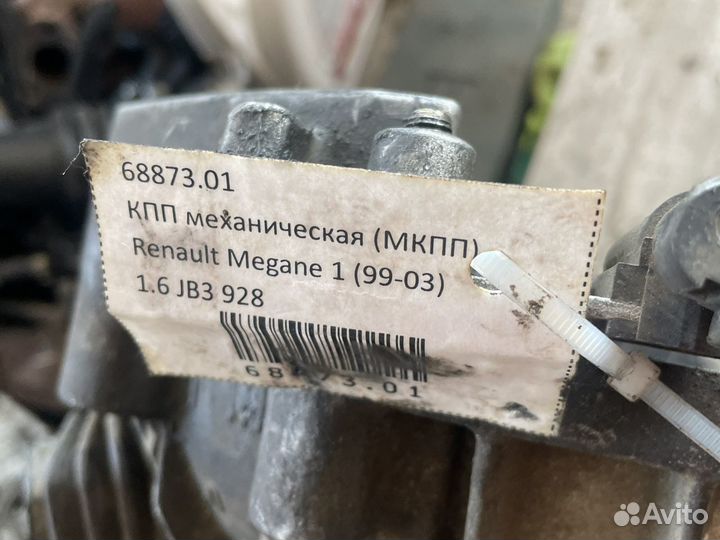 68873.01
КПП механическая (МКПП)
Renault Megane 1 (99-03)
1.6 JB3 928
68873.01
Avito